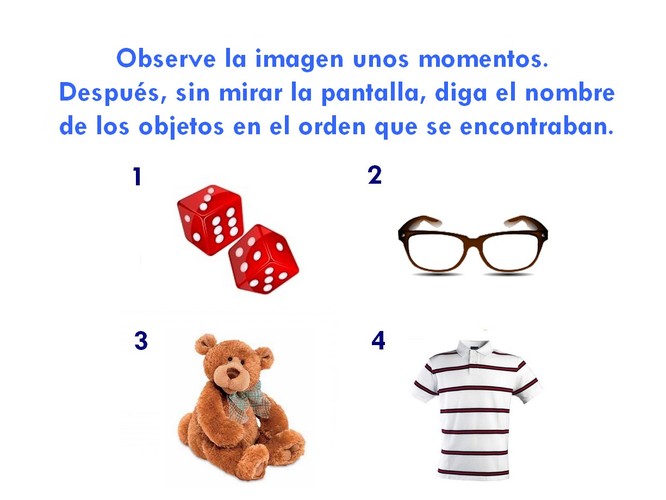 Observe la imagen unos momentos.
Después, sin mirar la pantalla, diga el nombre
de los objetos en el orden que se encontraban.
1
2
3
4